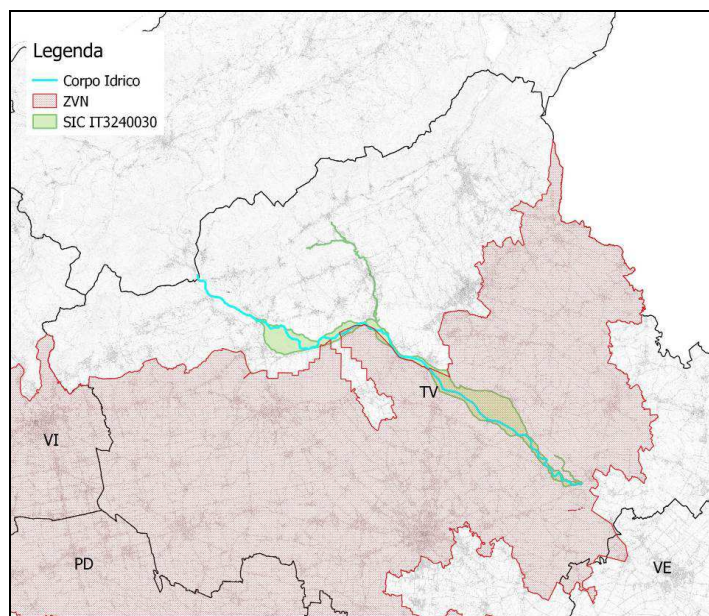 Legenda
Corpo Idrico
ZVN
SIC IT3240030
TV
VI
PD
VE